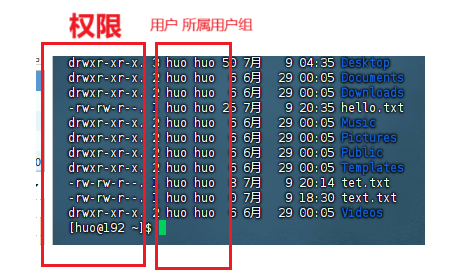 权限 用户 所属用户组
drwxr-xr-x. 3 huo huo 50 7月 9 04:35 Desktop
drwxr-xr-x. 2 huo huo 6 6月 29 00:05 Documents
drwxr-xr-x. 2 huo huo 6 6月 29 00:05 Downloads
-rw-rw-r--. huo huo 25 7月 9 20:35 hello.txt
drwxr-xr-x. 2 huo huo 6 6月 29 00:05 Music
drwxr-xr-x. 2 huo huo 6 6月 29 00:05 Pictures
drwxr-xr-x. 2 huo huo 6 6月 29 00:05 Public
drwxr-xr-x. 2 huo huo 6 6月 29 00:05 Templates
-rw-rw-r--. huo huo 7月 9 20:14 tet.txt
-rw-rw-r--. huo huo 0 7月 9 18:30 text.txt
drwxr-xr-x. 2 huo huo 6 6月 29 00:05 Videos
[huo@192 ~]$